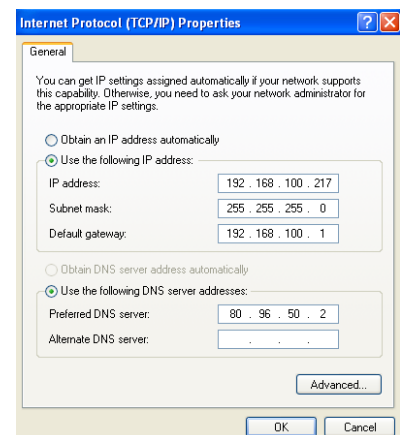 Internet Protocol (TCP/IP) Properties
General
You can get IP settings assigned automatically if your network supports
this capability. Otherwise, you need to ask your network administrator for
the appropriate IP settings.
Obtain an IP address automatically
Use the following IP address:
IP address: 192 . 168 . 100 . 217
Subnet mask: 255 . 255 . 255 . 0
Default gateway: 192 . 168 . 100 . 1
Obtain DNS server address automatically
Use the following DNS server addresses:
Preferred DNS server: 80 . 96 . 50 . 2
Alternate DNS server: . . .
Advanced...
OK Cancel